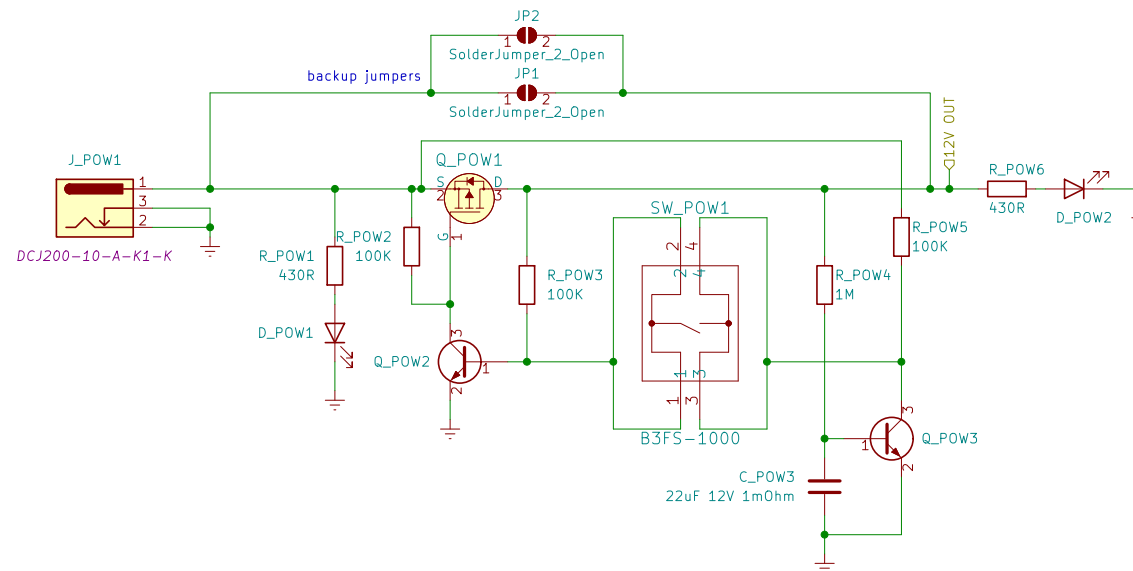 JP2
1 2
SolderJumper_2_Open
backup jumpers
JP1
1 2
SolderJumper_2_Open
12V OUT
J_POW1
1
3
2
DCJ200-10-A-K1-K
Q_POW1
S
2
D
3
G
1
R_POW6
430R
D_POW2
SW_POW1
2 4
2 4
1 3
1 3
B3FS-1000
R_POW1
430R
R_POW2
100K
R_POW3
100K
R_POW4
1M
R_POW5
100K
D_POW1
Q_POW2
3
1
2
Q_POW3
3
1
2
C_POW3
22uF 12V 1mOhm